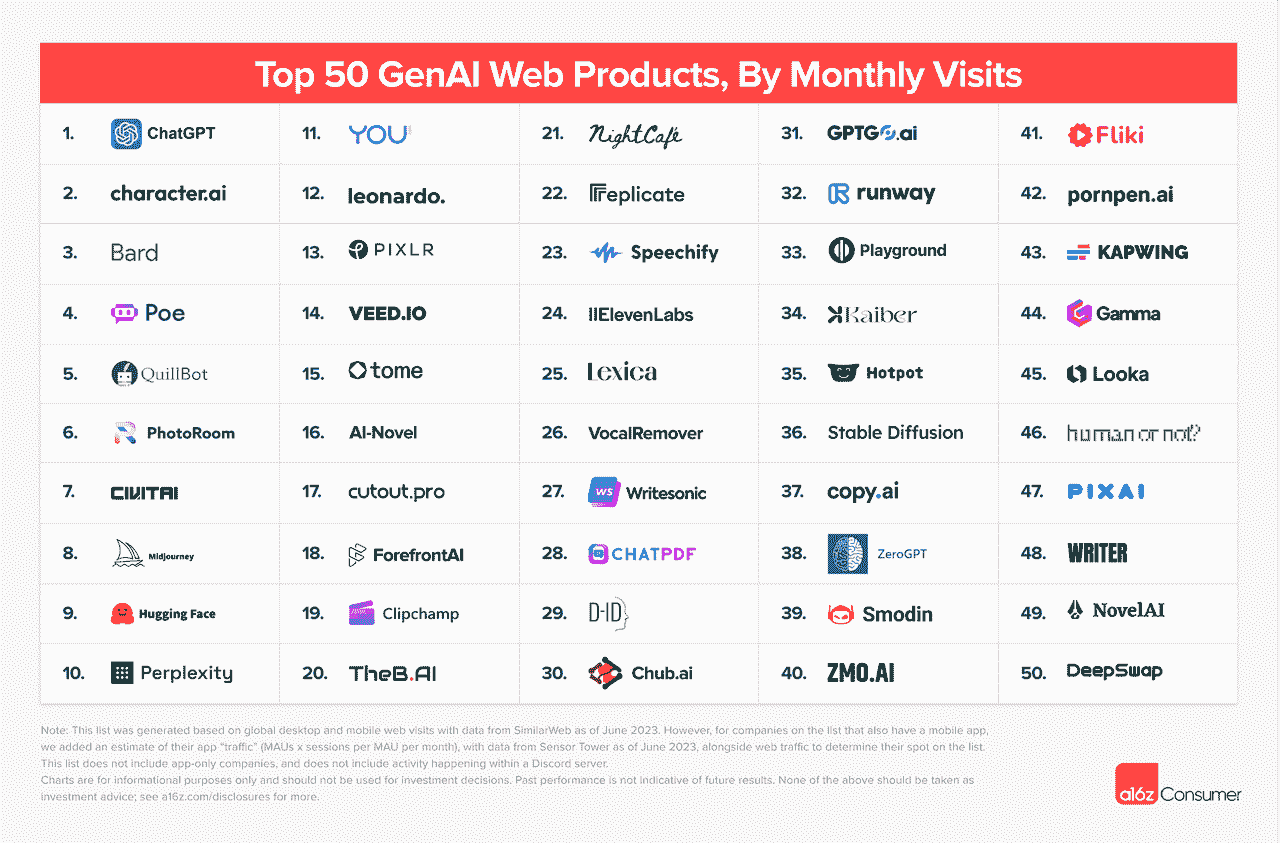 Top 50 GenAI Web Products, By Monthly Visits
1. ChatGPT
2. character.ai
3. Bard
4. Poe
5. QuillBot
6. PhotoRoom
7. CIVITAI
8. Midjourney
9. Hugging Face
10. Perplexity
11. YOU
12. leonardo.
13. PIXLR
14. VEED.IO
15. tome
16. AI-Novel
17. cutout.pro
18. ForefrontAI
19. Clipchamp
20. TheB.AI
21. NightCafé
22. Replicate
23. Speechify
24. IIElevenLabs
25. Lexica
26. VocalRemover
27. WS Writesonic
28. CHATPDF
29. D-ID
30. Chub.ai
31. GPTGO.ai
32. runway
33. Playground
34. Kaiber
35. Hotpot
36. Stable Diffusion
37. copy.ai
38. ZeroGPT
39. Smodin
40. ZMO.AI
41. Fliki
42. pornpen.ai
43. KAPWING
44. Gamma
45. Looka
46. human or not?
47. PIXAI
48. WRITER
49. NovelAI
50. DeepSwap
Note: This list was generated based on global desktop and mobile web visits with data from SimilarWeb as of June 2023. However, for companies on the list that also have a mobile app,
we added an estimate of their app “traffic” (MAUs x sessions per MAU per month), with data from Sensor Tower as of June 2023, alongside web traffic to determine their spot on the list.
This list does not include app-only companies, and does not include activity happening within a Discord server.
Charts are for informational purposes only and should not be used for investment decisions. Past performance is not indicative of future results. None of the above should be taken as
investment advice; see a16z.com/disclosures for more.
a16z Consumer